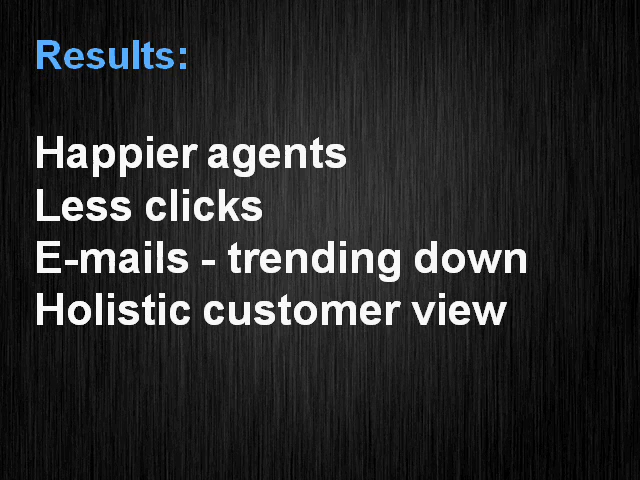 Results:
Happier agents
Less clicks
E-mails - trending down
Holistic customer view